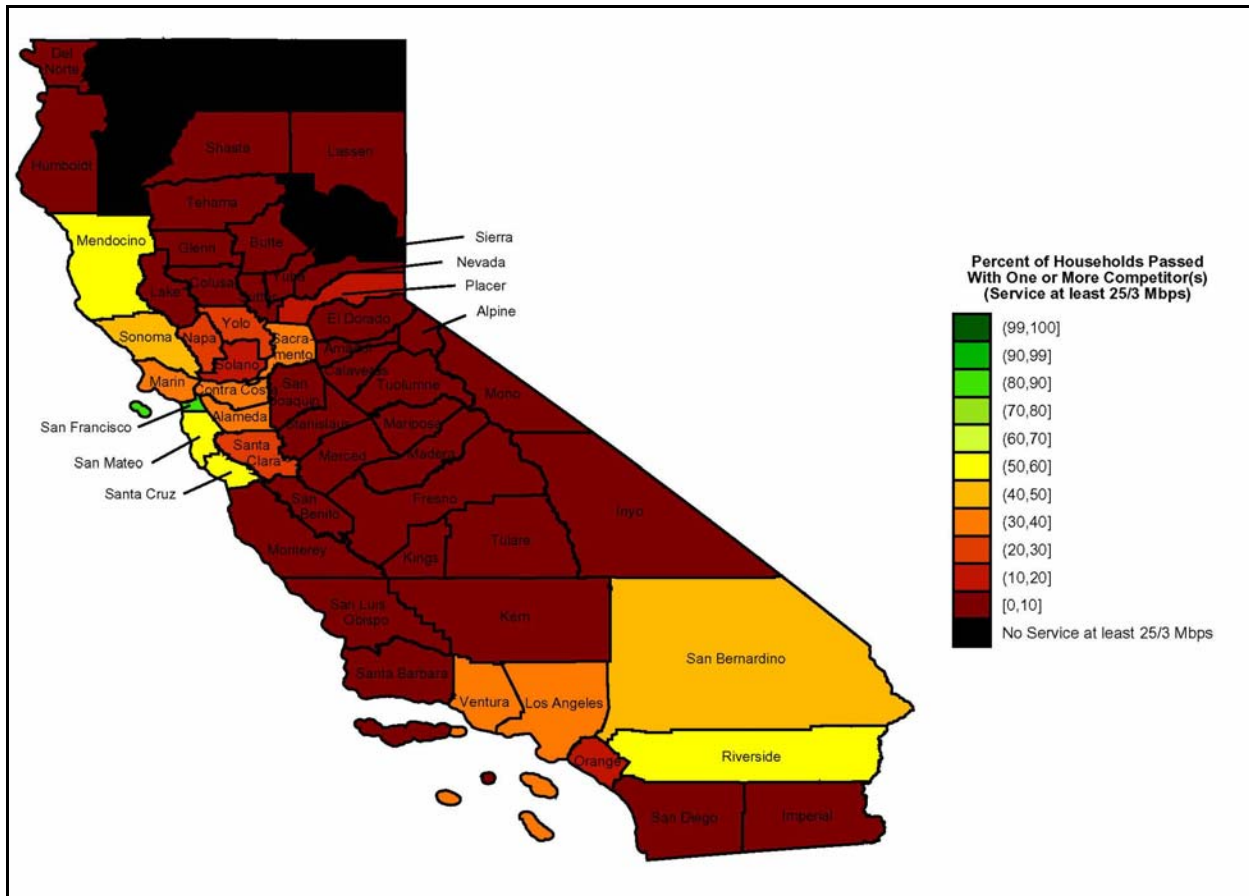 Del
Norte
Humboldt
Shasta
Lassen
Tehama
Mendocino
Glenn
Butte
Sierra
Nevada
Placer
Alpine
Lake
Colusa
Yuba
Sutter
Sonoma
Napa
Yolo
Sacra-
mento
El Dorado
Amador
Solano
Calaveras
Marin
Contra Costa
San
Joaquin
Tuolumne
Mono
San Francisco
Alameda
Stanislaus
Mariposa
San Mateo
Santa
Clara
Merced
Madera
Santa Cruz
San
Benito
Fresno
Inyo
Monterey
Kings
Tulare
San Luis
Obispo
Kern
San Bernardino
Santa Barbara
Ventura
Los Angeles
Orange
Riverside
San Diego
Imperial
Percent of Households Passed
With One or More Competitor(s)
(Service at least 25/3 Mbps)
(99,100]
(90,99]
(80,90]
(70,80]
(60,70]
(50,60]
(40,50]
(30,40]
(20,30]
(10,20]
[0,10]
No Service at least 25/3 Mbps